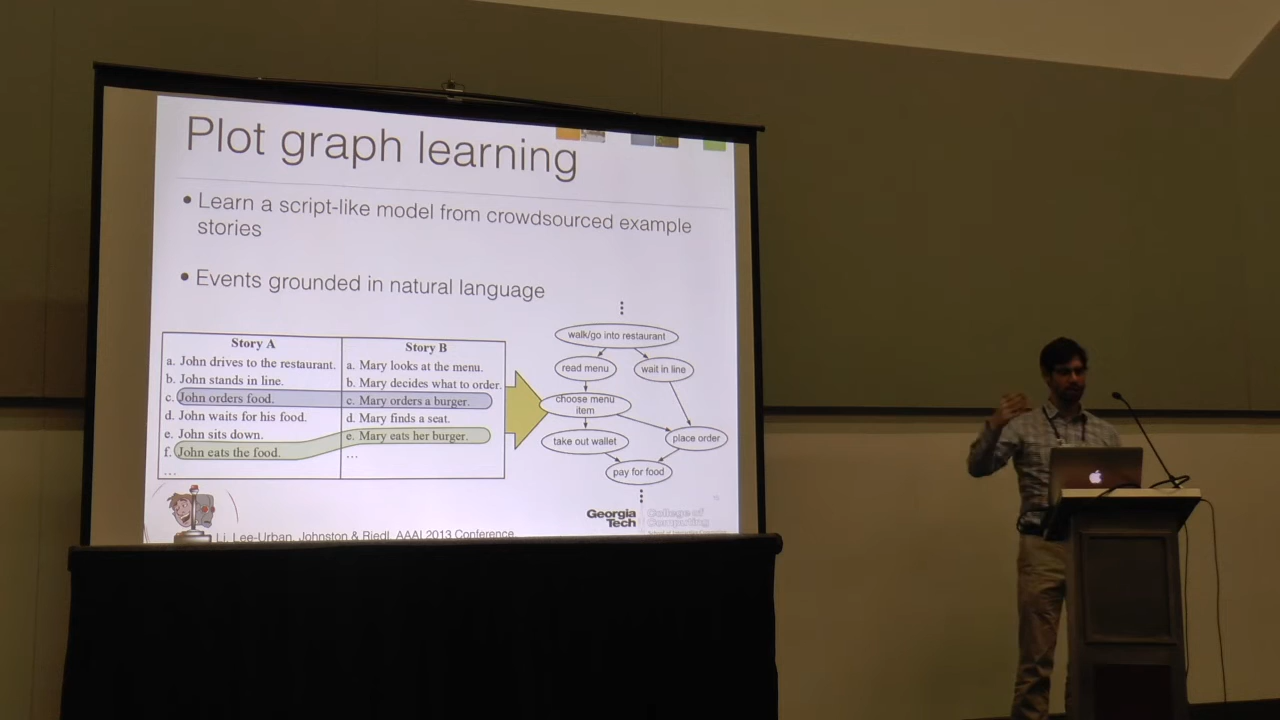 Plot graph learning
• Learn a script-like model from crowdsourced example
stories
• Events grounded in natural language
Story A
a. John drives to the restaurant.
b. John stands in line.
c. John orders food.
d. John waits for his food.
e. John sits down.
f. John eats the food.
...
Story B
a. Mary looks at the menu.
b. Mary decides what to order.
c. Mary orders a burger.
d. Mary finds a seat.
e. Mary eats her burger.
...
walk/go into restaurant
read menu
wait in line
choose menu
item
take out wallet
place order
pay for food
Georgia
Tech
College of
Computing
Li, Lee-Urban, Johnston & Riedl, AAAI 2013 Conference.